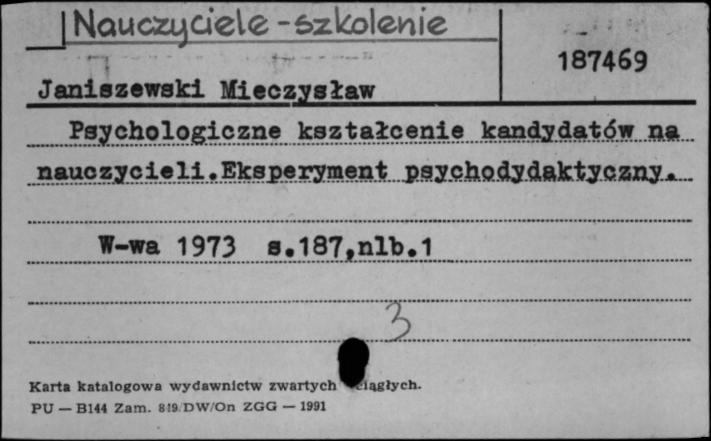 Nauczyciele - szkolenie
187469
Janiszewski Mieczysław
Psychologiczne kształcenie kandydatów na
nauczycieli.Eksperyment psychodydaktyczny.
W-wa 1973 s.187,nlb.1
3
Karta katalogowa wydawnictw zwartych ciągłych.
PU — B144 Zam. 819/DW/On ZGG — 1991